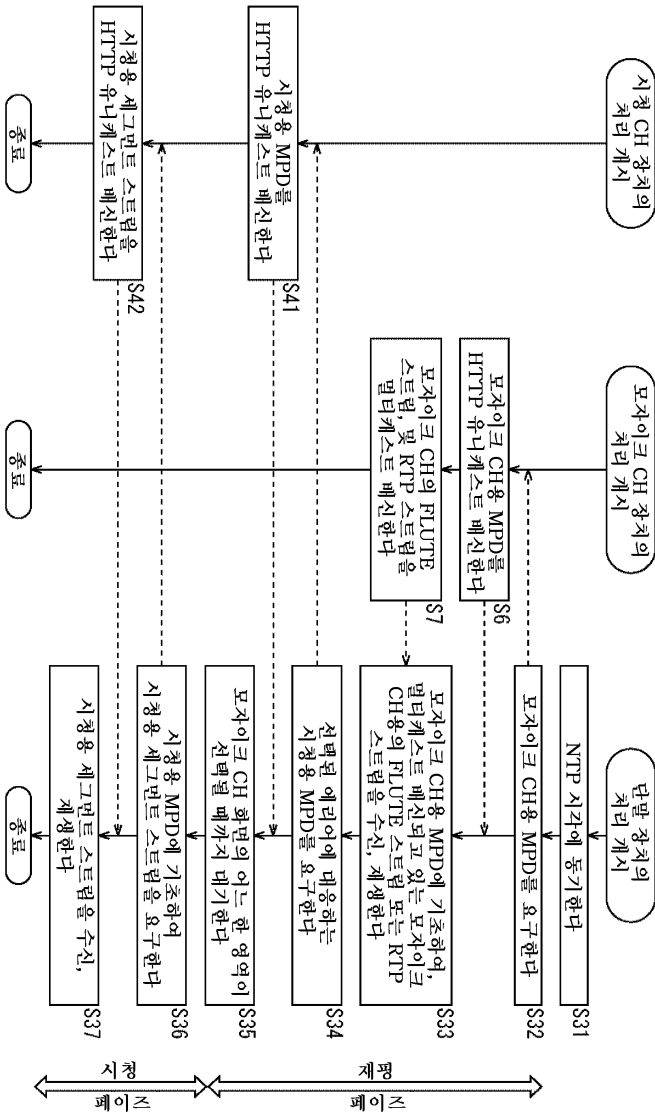 단말 장치의
처리 개시
S31
NTP 시각에 동기한다
S32
모자이크 CH용 MPD를 요구한다
S33
모자이크 CH용 MPD에 기초하여,
멀티캐스트 배신되고 있는 모자이크
CH용의 FLUTE 스트림 또는 RTP
스트림을 수신, 재생한다
S34
선택된 에리어에 대응하는
시청용 MPD를 요구한다
S35
모자이크 CH 화면의 어느 한 영역이
선택될 때까지 대기한다
S36
시청용 MPD에 기초하여
시청용 세그먼트 스트림을 요구한다
S37
시청용 세그먼트 스트림을 수신,
재생한다
종료
모자이크 CH 장치의
처리 개시
S6
모자이크 CH용 MPD를
HTTP 유니캐스트 배신한다
S7
모자이크 CH의 FLUTE
스트림, 및 RTP 스트림을
멀티캐스트 배신한다
종료
시청 CH 장치의
처리 개시
S41
시청용 MPD를
HTTP 유니캐스트 배신한다
S42
시청용 세그먼트 스트림을
HTTP 유니캐스트 배신한다
종료
재평
페이즈
시청
페이즈